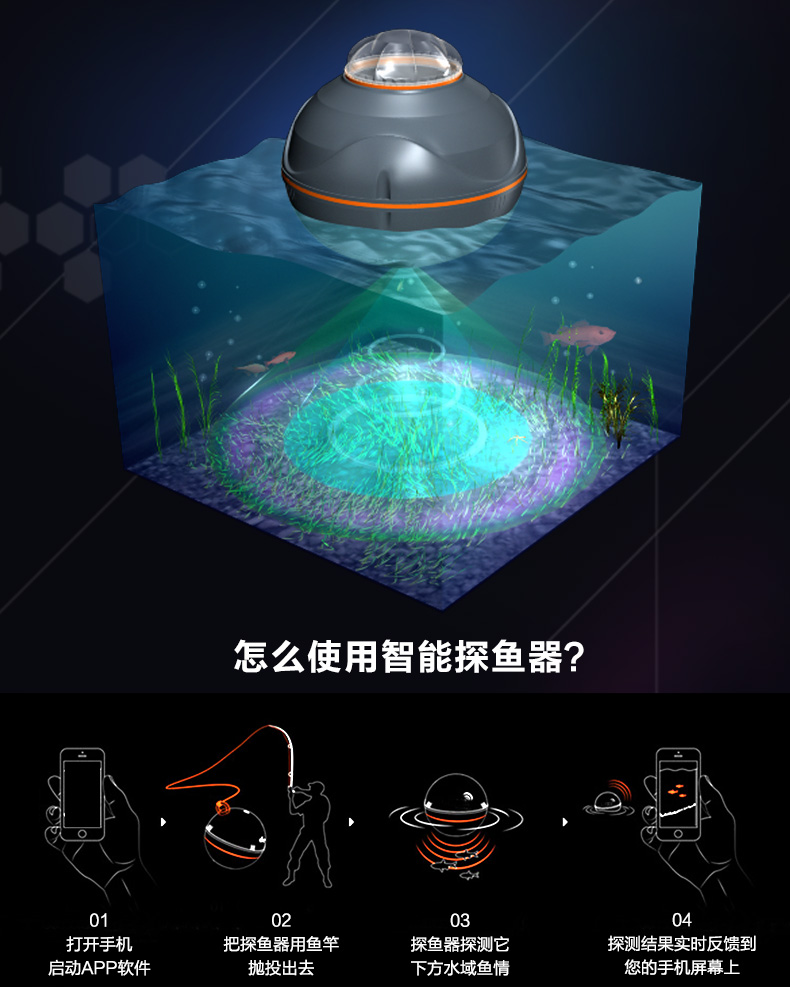 怎么使用智能探鱼器?
01
打开手机
启动APP软件
02
把探鱼器用鱼竿
抛投出去
03
探鱼器探测它
下方水域鱼情
04
探测结果实时反馈到
您的手机屏幕上